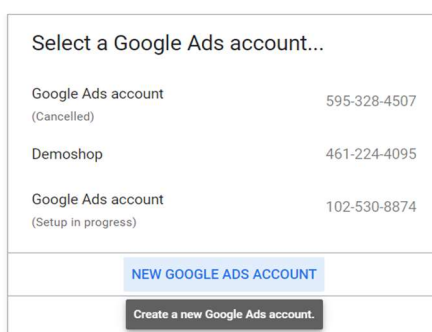 Select a Google Ads account...
Google Ads account 595-328-4507
(Cancelled)
Demoshop 461-224-4095
Google Ads account 102-530-8874
(Setup in progress)
NEW GOOGLE ADS ACCOUNT
Create a new Google Ads account.